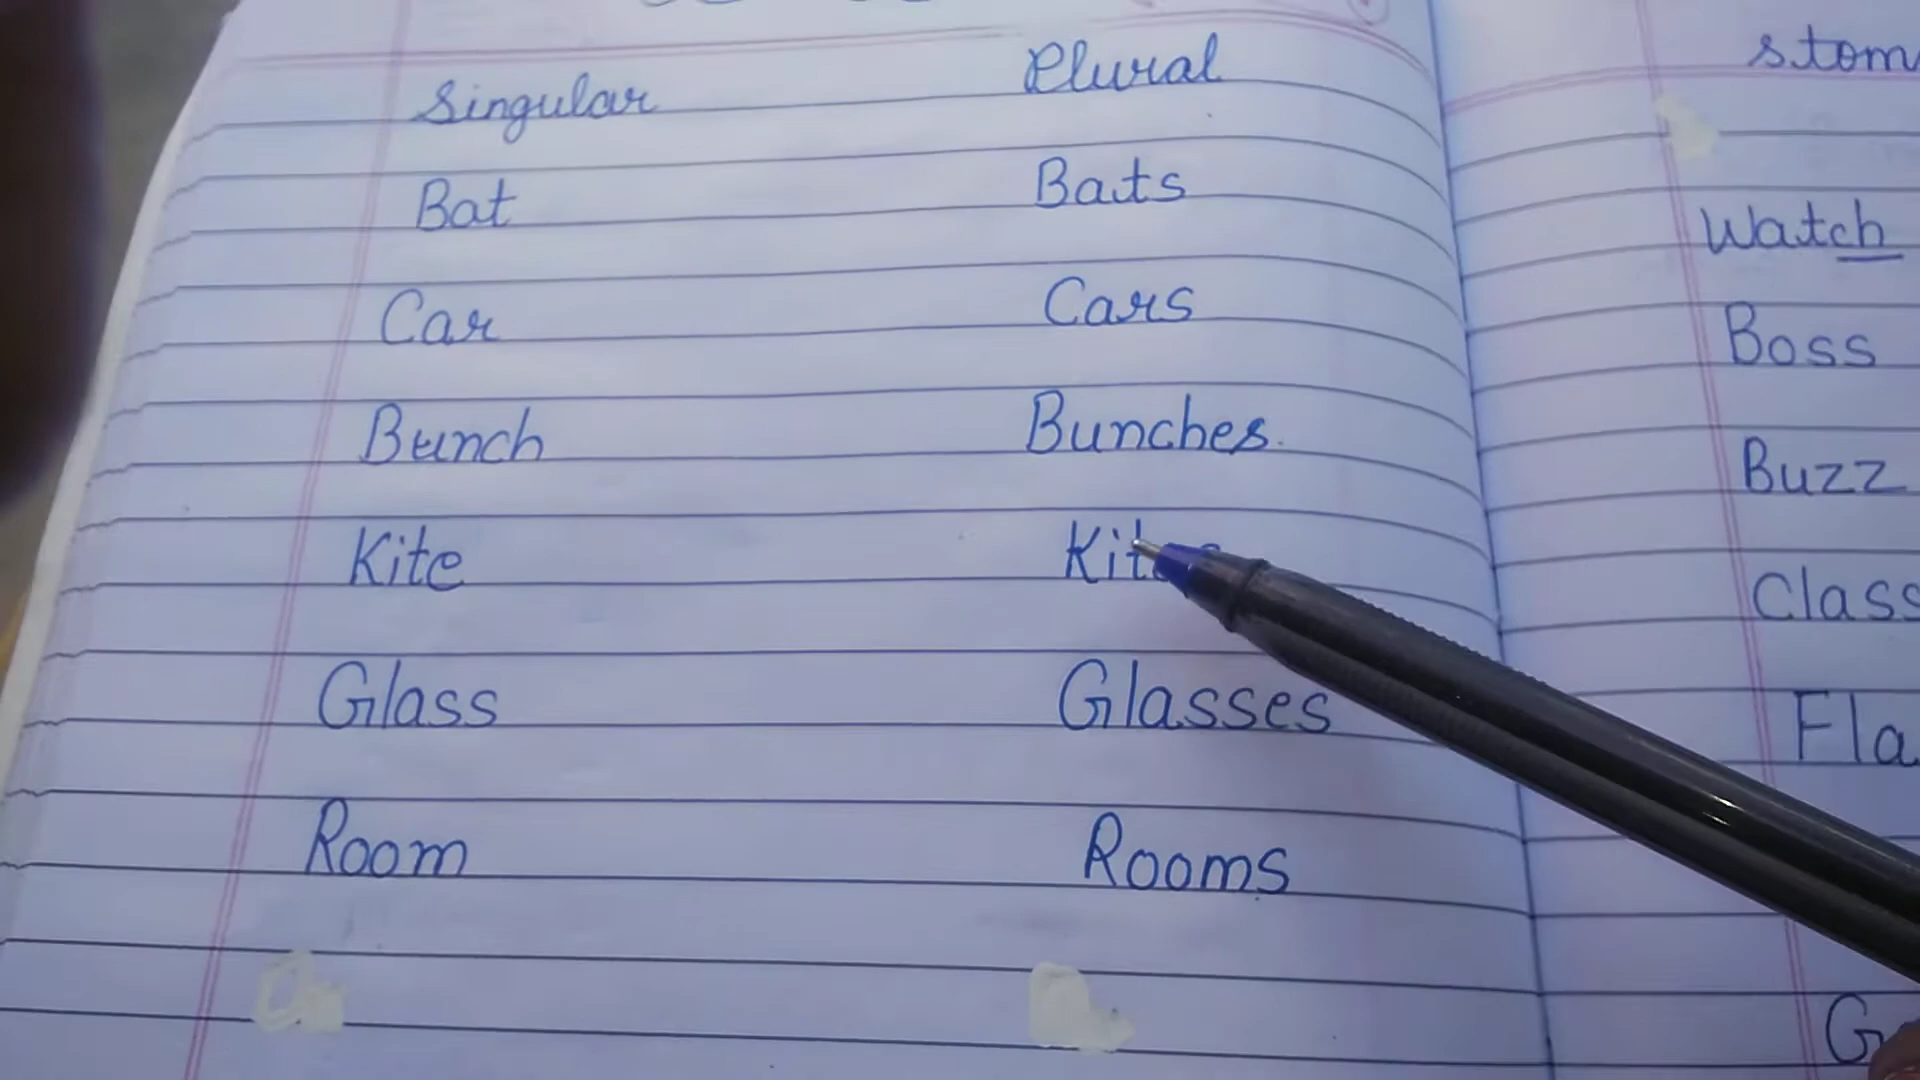 Singular Plural
Bat Bats
Car Cars
Bunch Bunches.
Kite
Glass Glasses
Room Rooms
Watch
Boss
Buzz